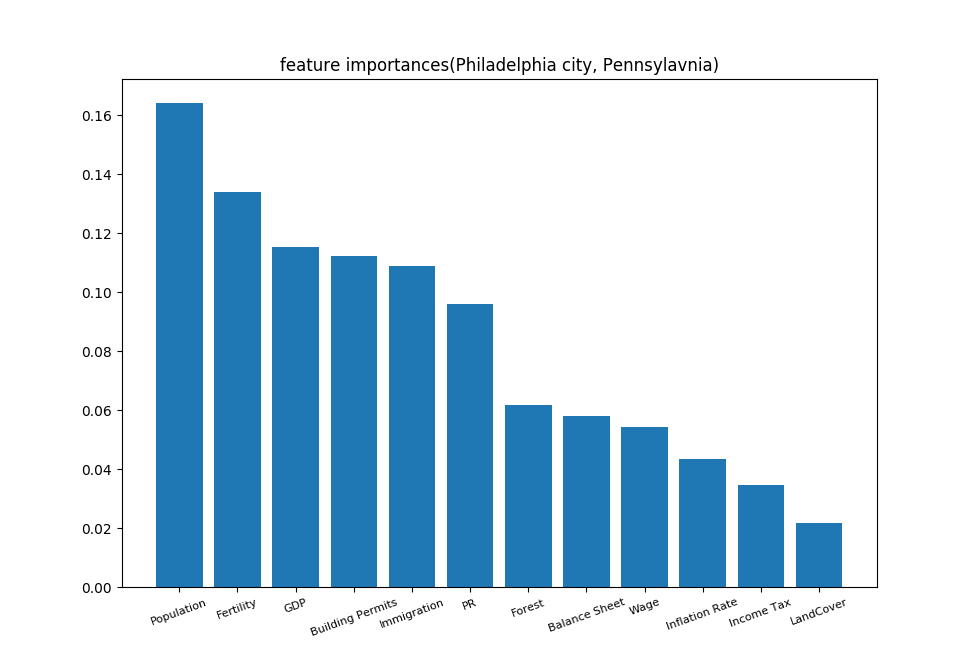 feature importances(Philadelphia city, Pennsylavnia)
0.16
0.14
0.12
0.10
0.08
0.06
0.04
0.02
0.00
Population
Fertility
GDP
Building Permits
Immigration
PR
Forest
Balance Sheet
Wage
Inflation Rate
Income Tax
LandCover